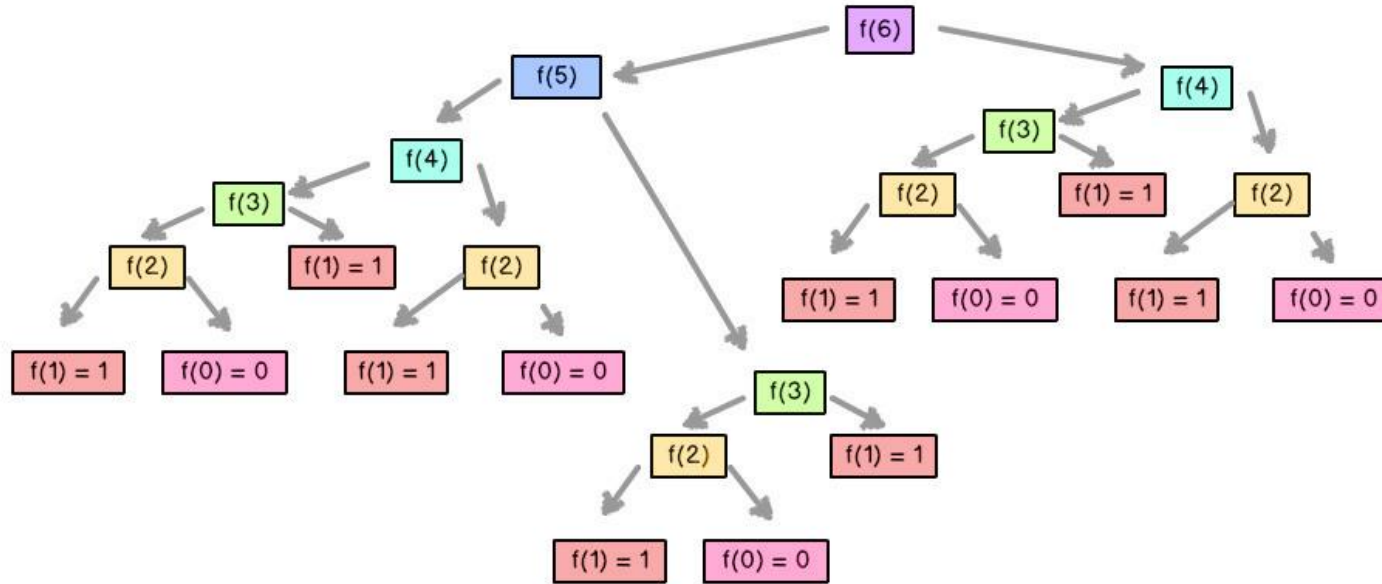 f(6)
f(5)
f(4)
f(3)
f(4)
f(2)
f(1) = 1
f(2)
f(3)
f(2)
f(1) = 1
f(2)
f(1) = 1
f(0) = 0
f(1) = 1
f(0) = 0
f(1) = 1
f(0) = 0
f(1) = 1
f(0) = 0
f(3)
f(2)
f(1) = 1
f(1) = 1
f(0) = 0